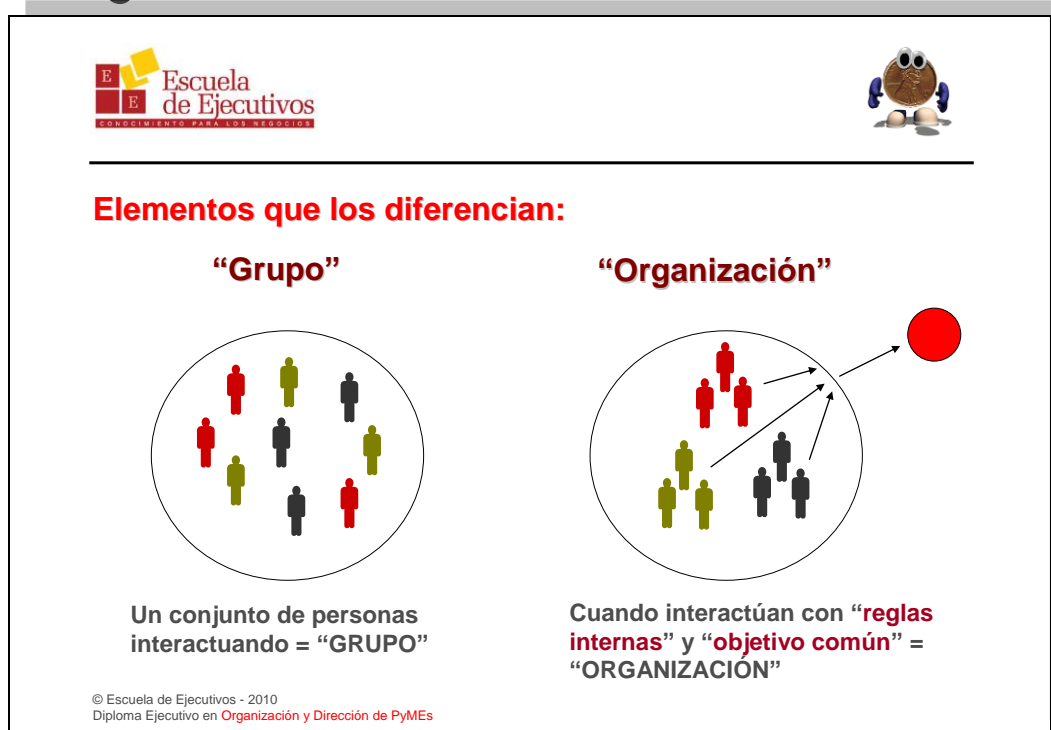 E
E
Escuela
de Ejecutivos
CONOCIMIENTO PARA LOS NEGOCIOS
Elementos que los diferencian:
“Grupo”
“Organización”
Un conjunto de personas
interactuando = “GRUPO”
Cuando interactúan con “reglas
internas” y “objetivo común” =
“ORGANIZACIÓN”
© Escuela de Ejecutivos - 2010
Diploma Ejecutivo en Organización y Dirección de PyMEs